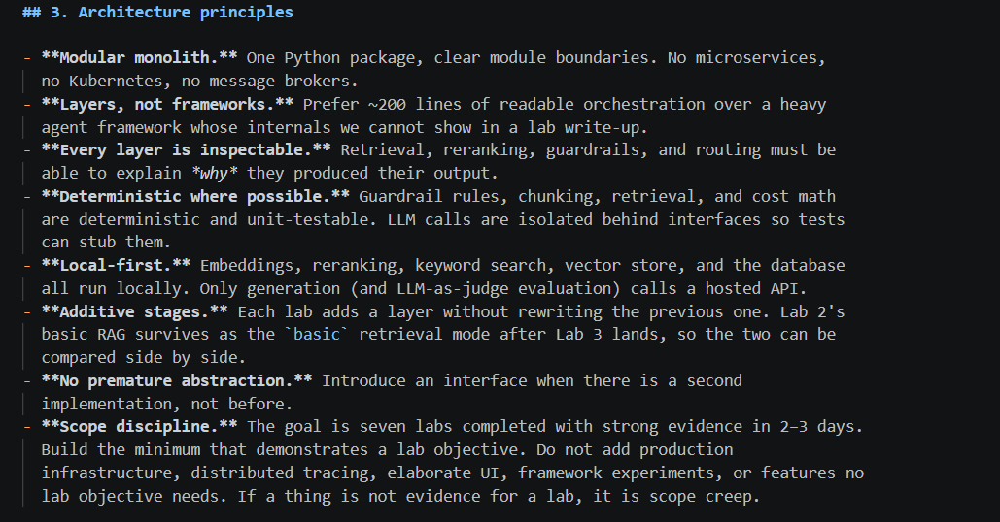 ## 3. Architecture principles
- **Modular monolith.** One Python package, clear module boundaries. No microservices,
no Kubernetes, no message brokers.
- **Layers, not frameworks.** Prefer ~200 lines of readable orchestration over a heavy
agent framework whose internals we cannot show in a lab write-up.
- **Every layer is inspectable.** Retrieval, reranking, guardrails, and routing must be
able to explain *why* they produced their output.
- **Deterministic where possible.** Guardrail rules, chunking, retrieval, and cost math
are deterministic and unit-testable. LLM calls are isolated behind interfaces so tests
can stub them.
- **Local-first.** Embeddings, reranking, keyword search, vector store, and the database
all run locally. Only generation (and LLM-as-judge evaluation) calls a hosted API.
- **Additive stages.** Each lab adds a layer without rewriting the previous one. Lab 2's
basic RAG survives as the `basic` retrieval mode after Lab 3 lands, so the two can be
compared side by side.
- **No premature abstraction.** Introduce an interface when there is a second
implementation, not before.
- **Scope discipline.** The goal is seven labs completed with strong evidence in 2–3 days.
Build the minimum that demonstrates a lab objective. Do not add production
infrastructure, distributed tracing, elaborate UI, framework experiments, or features no
lab objective needs. If a thing is not evidence for a lab, it is scope creep.